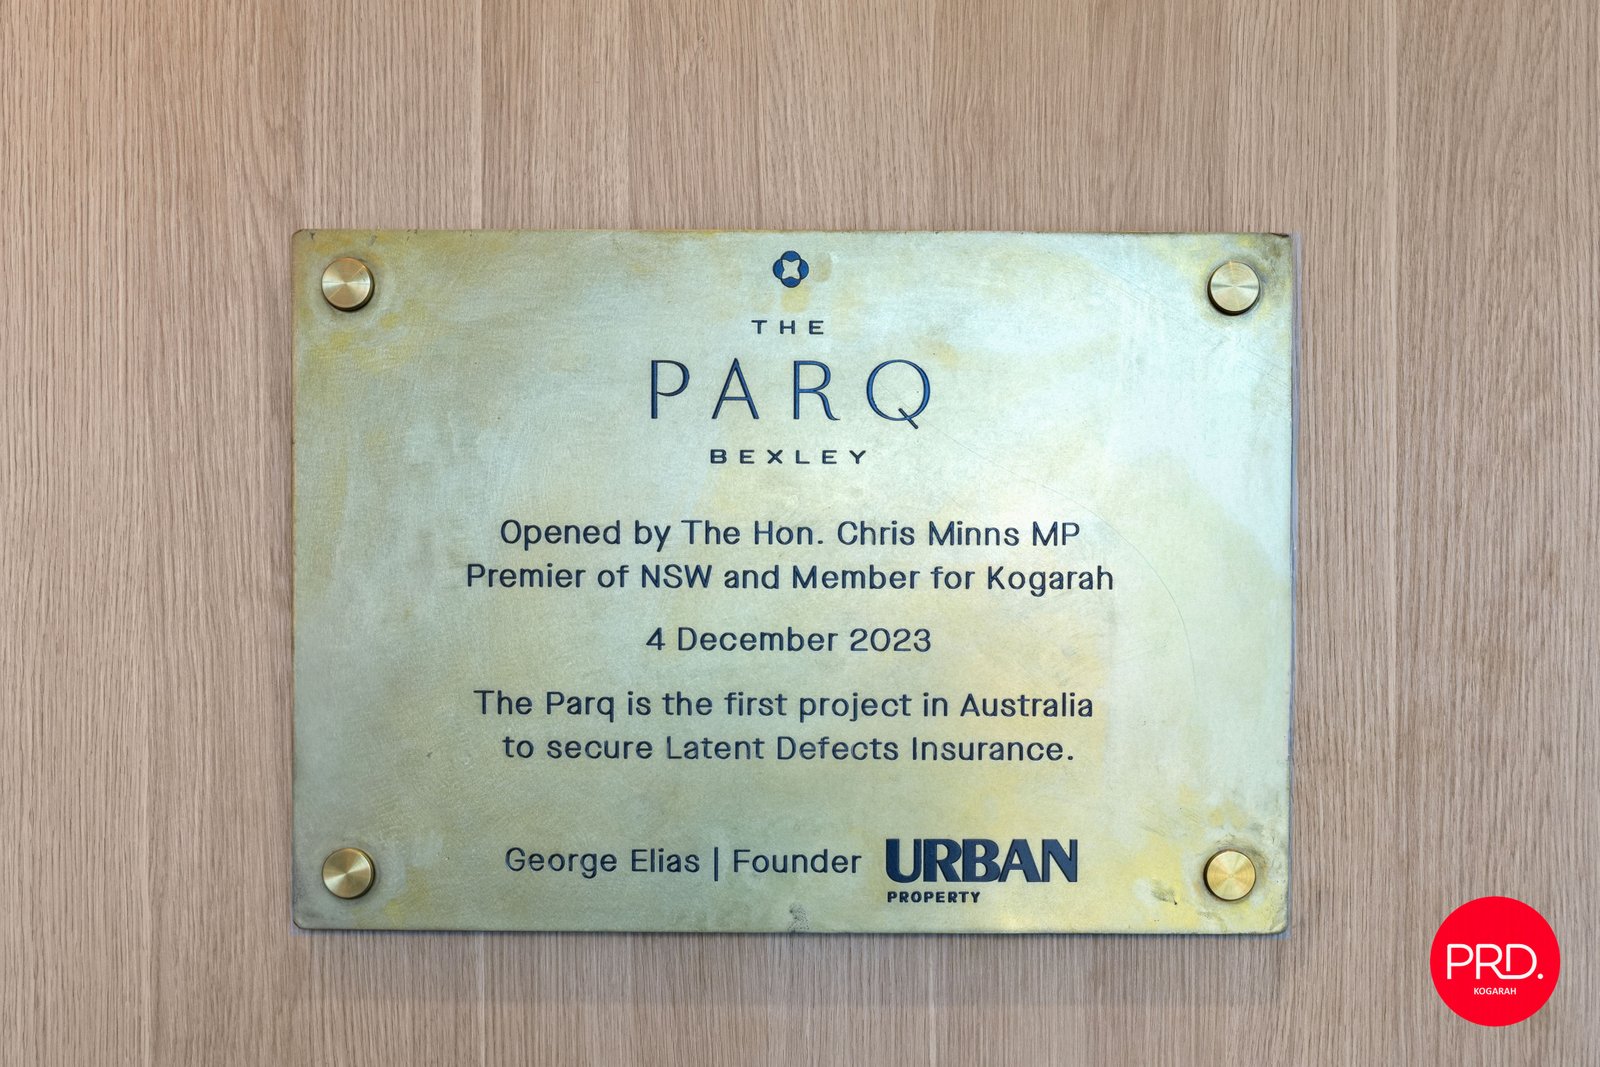 THE
PARQ
BEXLEY
Opened by The Hon. Chris Minns MP
Premier of NSW and Member for Kogarah
4 December 2023
The Parq is the first project in Australia
to secure Latent Defects Insurance.
George Elias | Founder URBAN
PROPERTY
PRD.
KOGARAH